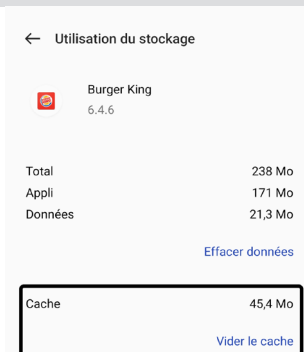 Utilisation du stockage
Burger King
6.4.6
Total 238 Mo
Appli 171 Mo
Données 21,3 Mo
Effacer données
Cache 45,4 Mo
Vider le cache